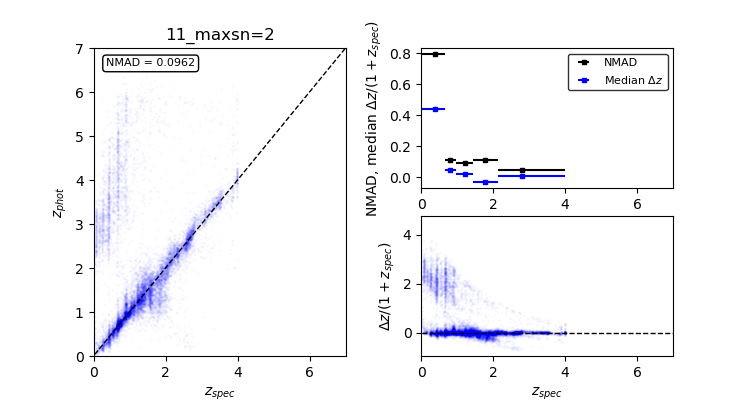 11_maxsn=2
NMAD = 0.0962
7
6
5
4
3
2
1
0
z_phot
0 2 4 6
z_spec
NMAD, median Δz/(1 + z_spec)
0.8
0.6
0.4
0.2
0.0
NMAD
Median Δz
0 2 4 6
Δz/(1 + z_spec)
4
2
0
0 2 4 6
z_spec